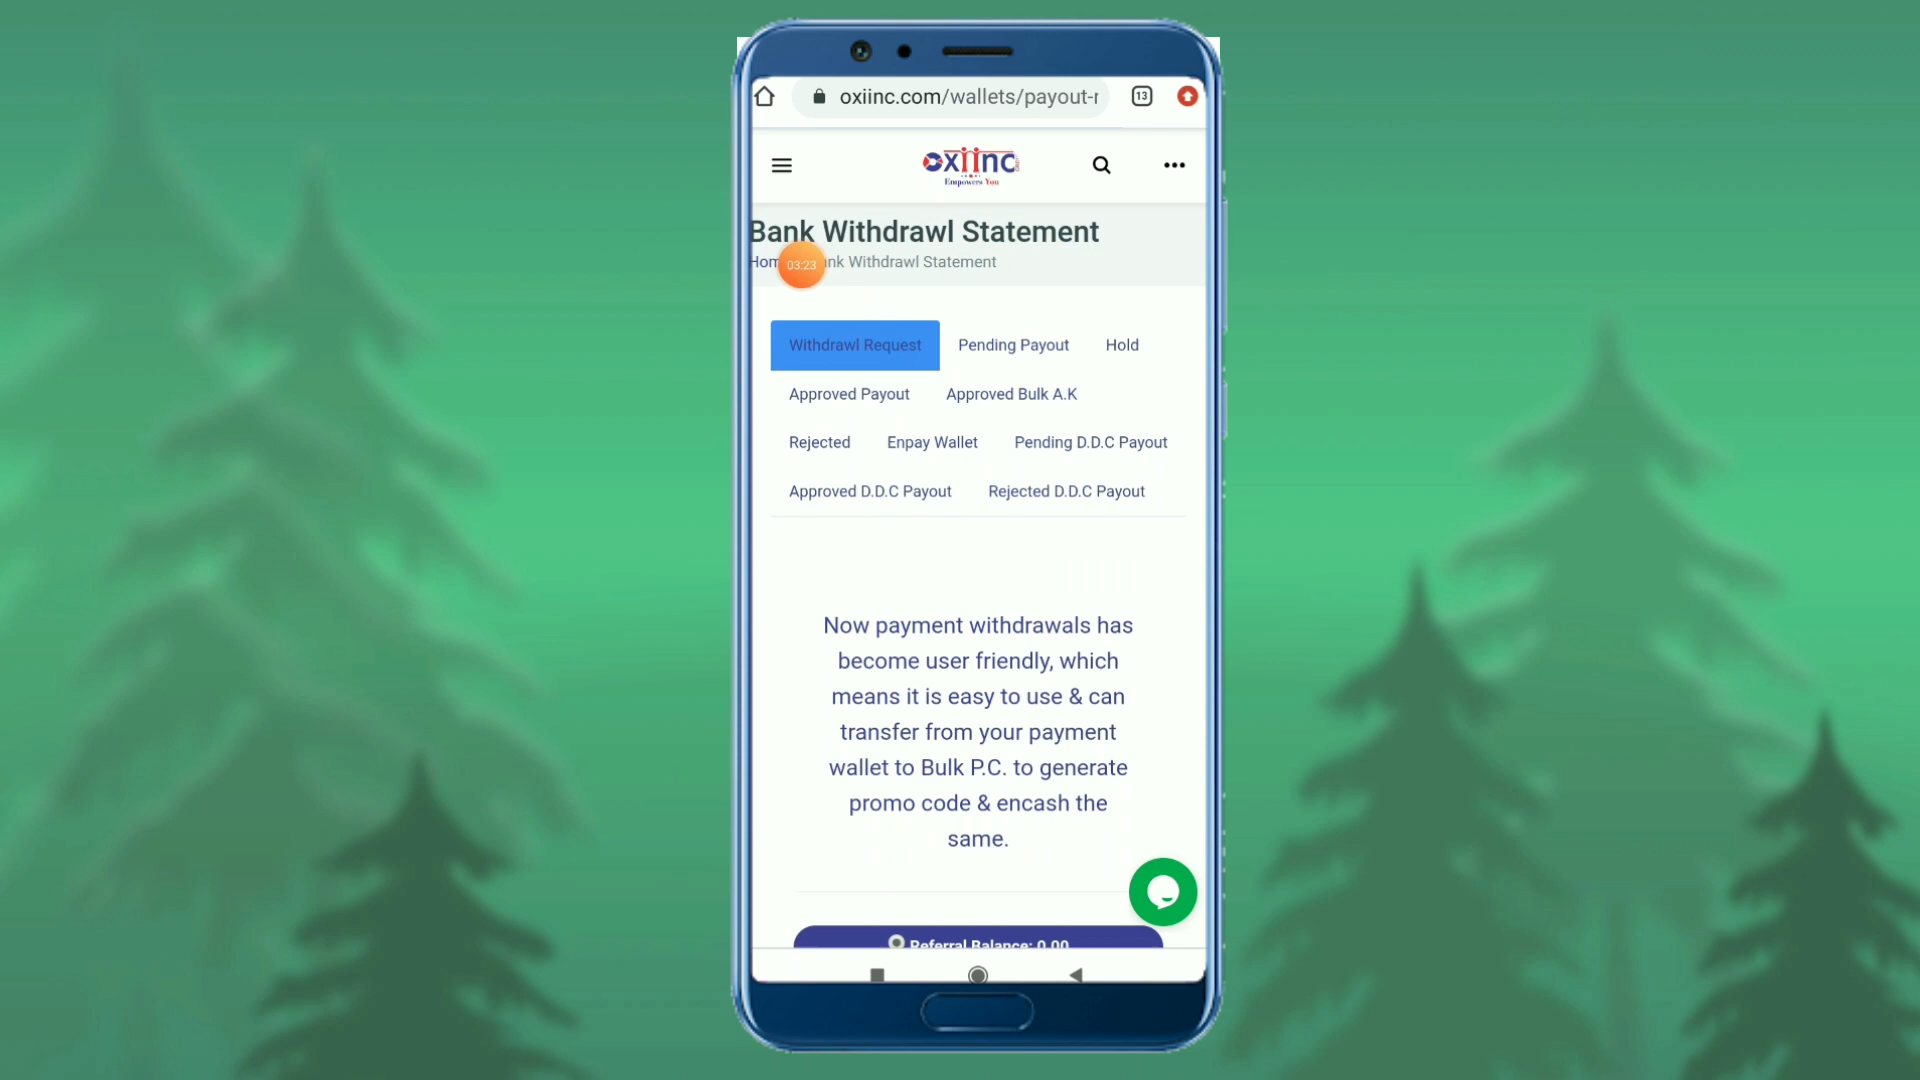 oxiinc.com/wallets/payout-r
13
oxiinc
Empowers You
Bank Withdrawl Statement
Bank Withdrawl Statement
03:23
Withdrawl Request
Pending Payout
Hold
Approved Payout
Approved Bulk A.K
Rejected
Enpay Wallet
Pending D.D.C Payout
Approved D.D.C Payout
Rejected D.D.C Payout
Now payment withdrawals has
become user friendly, which
means it is easy to use & can
transfer from your payment
wallet to Bulk P.C. to generate
promo code & encash the
same.
Referral Balance: 0.00